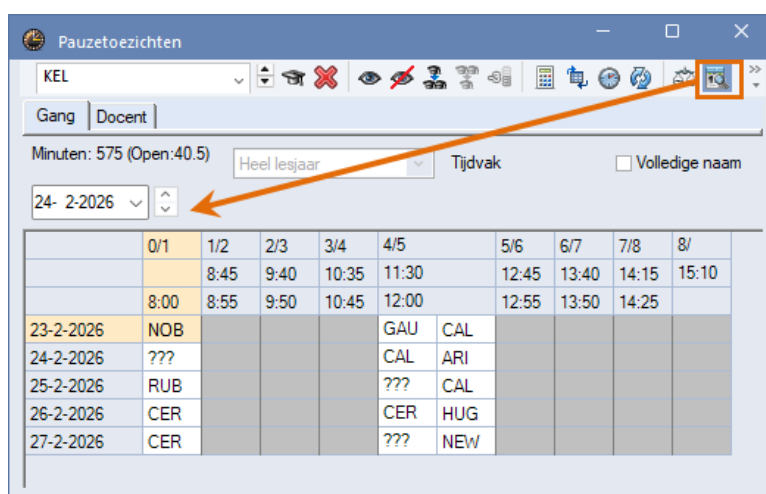 Pauzetoezichten
KEL
Gang Docent
Minuten: 575 (Open:40.5) Heel lesjaar Tijdvak Volledige naam
24- 2-2026
0/1 1/2 2/3 3/4 4/5 5/6 6/7 7/8 8/
8:45 9:40 10:35 11:30 12:45 13:40 14:15 15:10
8:00 8:55 9:50 10:45 12:00 12:55 13:50 14:25
23-2-2026 NOB GAU CAL
24-2-2026 ??? CAL ARI
25-2-2026 RUB ??? CAL
26-2-2026 CER CER HUG
27-2-2026 CER ??? NEW